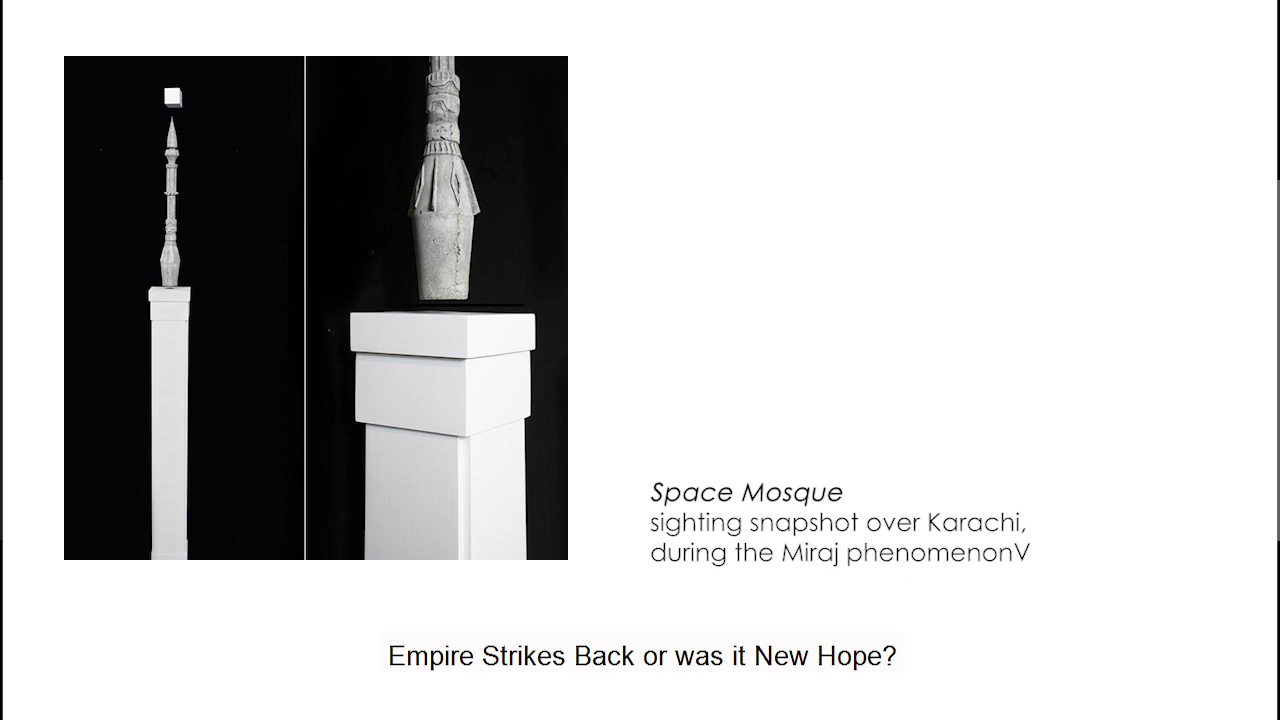 Space Mosque
sighting snapshot over Karachi,
during the Miraj phenomenonV
Empire Strikes Back or was it New Hope?